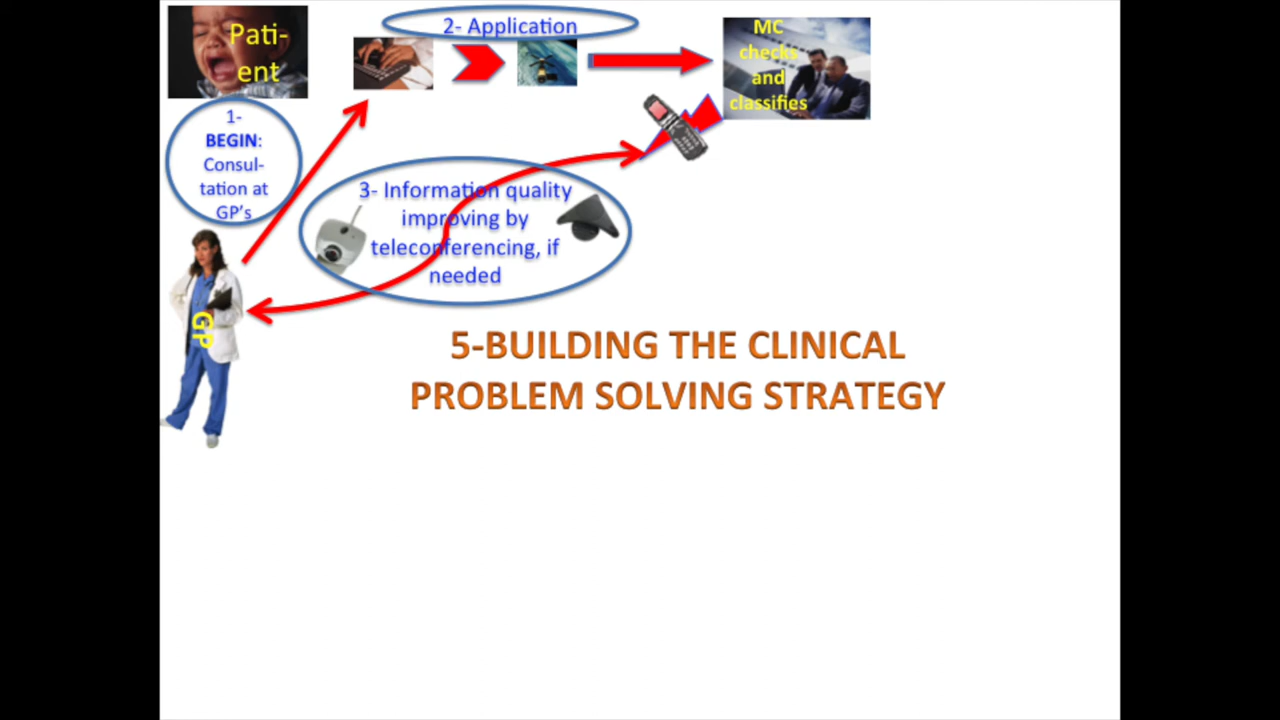 Pati-
ent
2- Application
MC
checks
and
classifies
1-
BEGIN:
Consul-
tation at
GP's
3- Information quality
improving by
teleconferencing, if
needed
GP
5-BUILDING THE CLINICAL
PROBLEM SOLVING STRATEGY